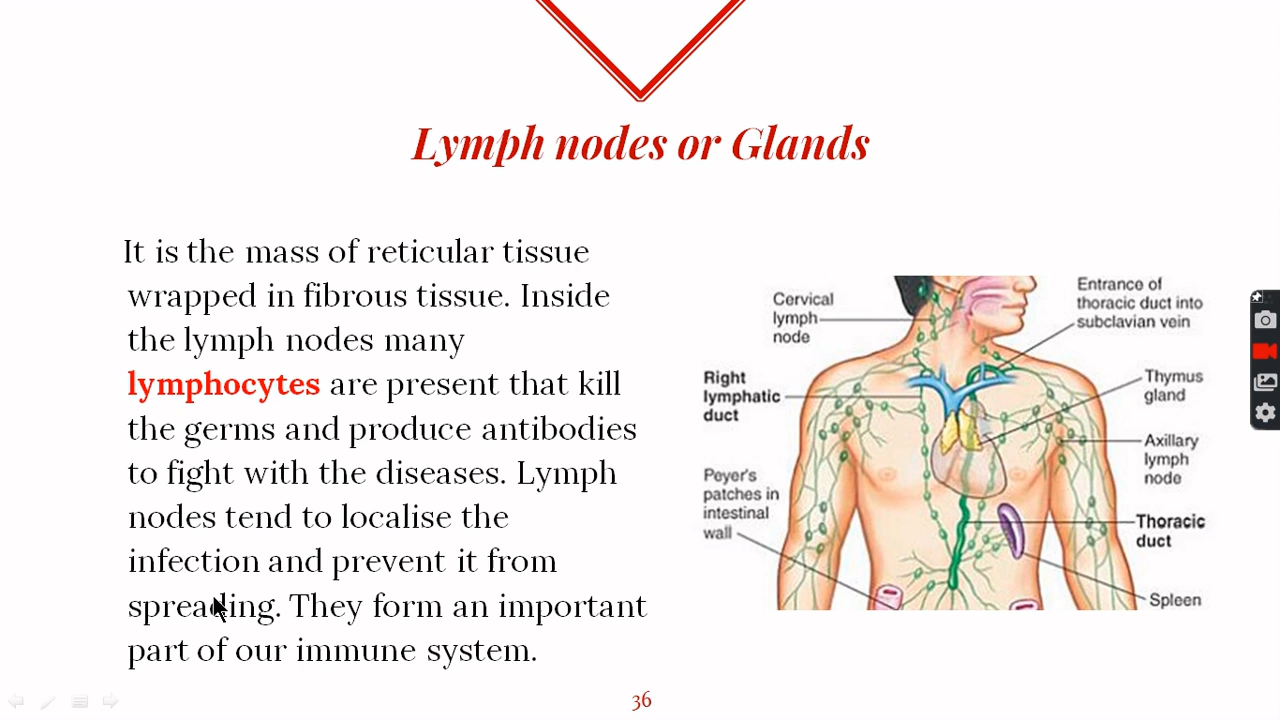 Lymph nodes or Glands
It is the mass of reticular tissue
wrapped in fibrous tissue. Inside
the lymph nodes many
lymphocytes are present that kill
the germs and produce antibodies
to fight with the diseases. Lymph
nodes tend to localise the
infection and prevent it from
spreading. They form an important
part of our immune system.
Cervical
lymph
node
Right
lymphatic
duct
Peyer's
patches in
intestinal
wall
Entrance of
thoracic duct into
subclavian vein
Thymus
gland
Axillary
lymph
node
Thoracic
duct
Spleen
36